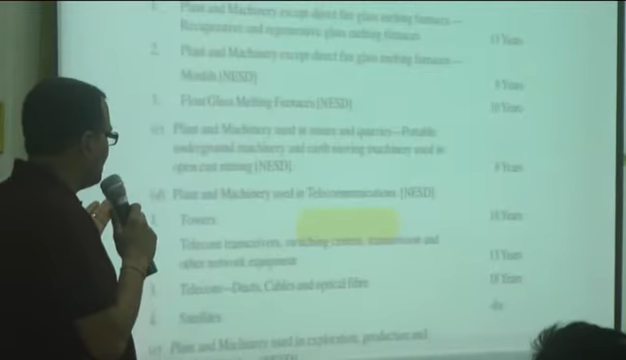 1. Plant and Machinery except direct fire glass melting furnaces—
Recuperative and regenerative glass melting furnaces 13 Years
2. Plant and Machinery except direct fire glass melting furnaces—
Moulds [NESD] 8 Years
3. Float Glass Melting Furnaces [NESD] 10 Years
(c) Plant and Machinery used in mines and quarries—Portable
underground machinery and earth moving machinery used in
open cast mining [NESD] 8 Years
(d) Plant and Machinery used in Telecommunications [NESD]
Towers 18 Years
Telecom transceivers, switching centres, transmission and
other network equipment 13 Years
Telecom—Ducts, Cables and optical fibre 18 Years
Satellites -do-
Plant and Machinery used in exploration, production and
[NESD]